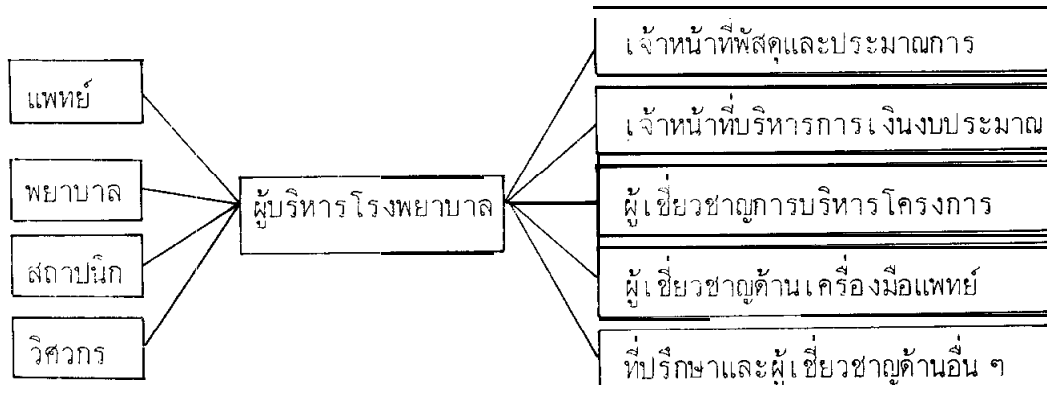 แพทย์
พยาบาล
สถาปนิก
วิศวกร
ผู้บริหารโรงพยาบาล
เจ้าหน้าที่พัสดุและประมาณการ
เจ้าหน้าที่บริหารการเงินงบประมาณ
ผู้เชี่ยวชาญการบริหารโครงการ
ผู้เชี่ยวชาญด้านเครื่องมือแพทย์
ที่ปรึกษาและผู้เชี่ยวชาญด้านอื่น ๆ